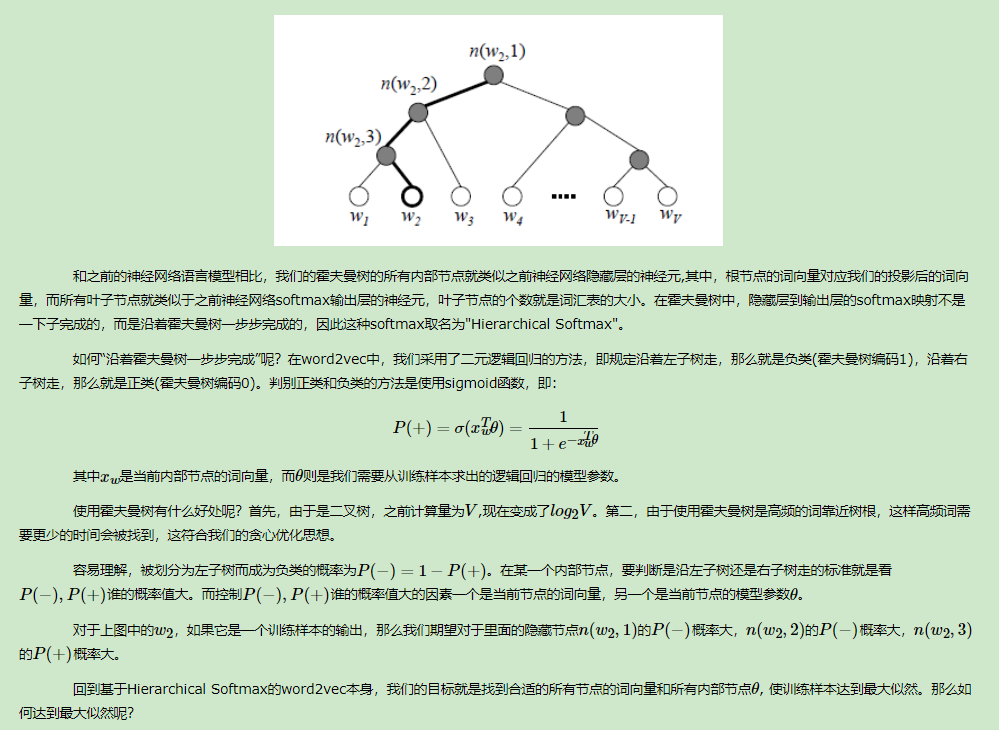 n(w₂,1)
n(w₂,2)
n(w₂,3)
w₁ w₂ w₃ w₄ .... w_{V-1} w_V
和之前的神经网络语言模型相比，我们的霍夫曼树的所有内部节点就类似之前神经网络隐藏层的神经元,其中，根节点的词向量对应我们的投影后的词向
量，而所有叶子节点就类似于之前神经网络softmax输出层的神经元，叶子节点的个数就是词汇表的大小。在霍夫曼树中，隐藏层到输出层的softmax映射不是
一下子完成的，而是沿着霍夫曼树一步步完成的，因此这种softmax取名为"Hierarchical Softmax"。
如何“沿着霍夫曼树一步步完成”呢？在word2vec中，我们采用了二元逻辑回归的方法，即规定沿着左子树走，那么就是负类(霍夫曼树编码1)，沿着右
子树走，那么就是正类(霍夫曼树编码0)。判别正类和负类的方法是使用sigmoid函数，即：
P(+) = σ(x_w^T θ) = 1 / (1 + e^{-x_w^T θ})
其中x_w是当前内部节点的词向量，而θ则是我们需要从训练样本求出的逻辑回归的模型参数。
使用霍夫曼树有什么好处呢？首先，由于是二叉树，之前计算量为V,现在变成了log₂V。第二，由于使用霍夫曼树是高频的词靠近树根，这样高频词需
要更少的时间会被找到，这符合我们的贪心优化思想。
容易理解，被划分为左子树而成为负类的概率为P(−) = 1 − P(+)。在某一个内部节点，要判断是沿左子树还是右子树走的标准就是看
P(−), P(+)谁的概率值大。而控制P(−), P(+)谁的概率值大的因素一个是当前节点的词向量，另一个是当前节点的模型参数θ。
对于上图中的w₂，如果它是一个训练样本的输出，那么我们期望对于里面的隐藏节点n(w₂, 1)的P(−)概率大，n(w₂, 2)的P(−)概率大，n(w₂, 3)
的P(+)概率大。
回到基于Hierarchical Softmax的word2vec本身，我们的目标就是找到合适的所有节点的词向量和所有内部节点θ, 使训练样本达到最大似然。那么如
何达到最大似然呢？